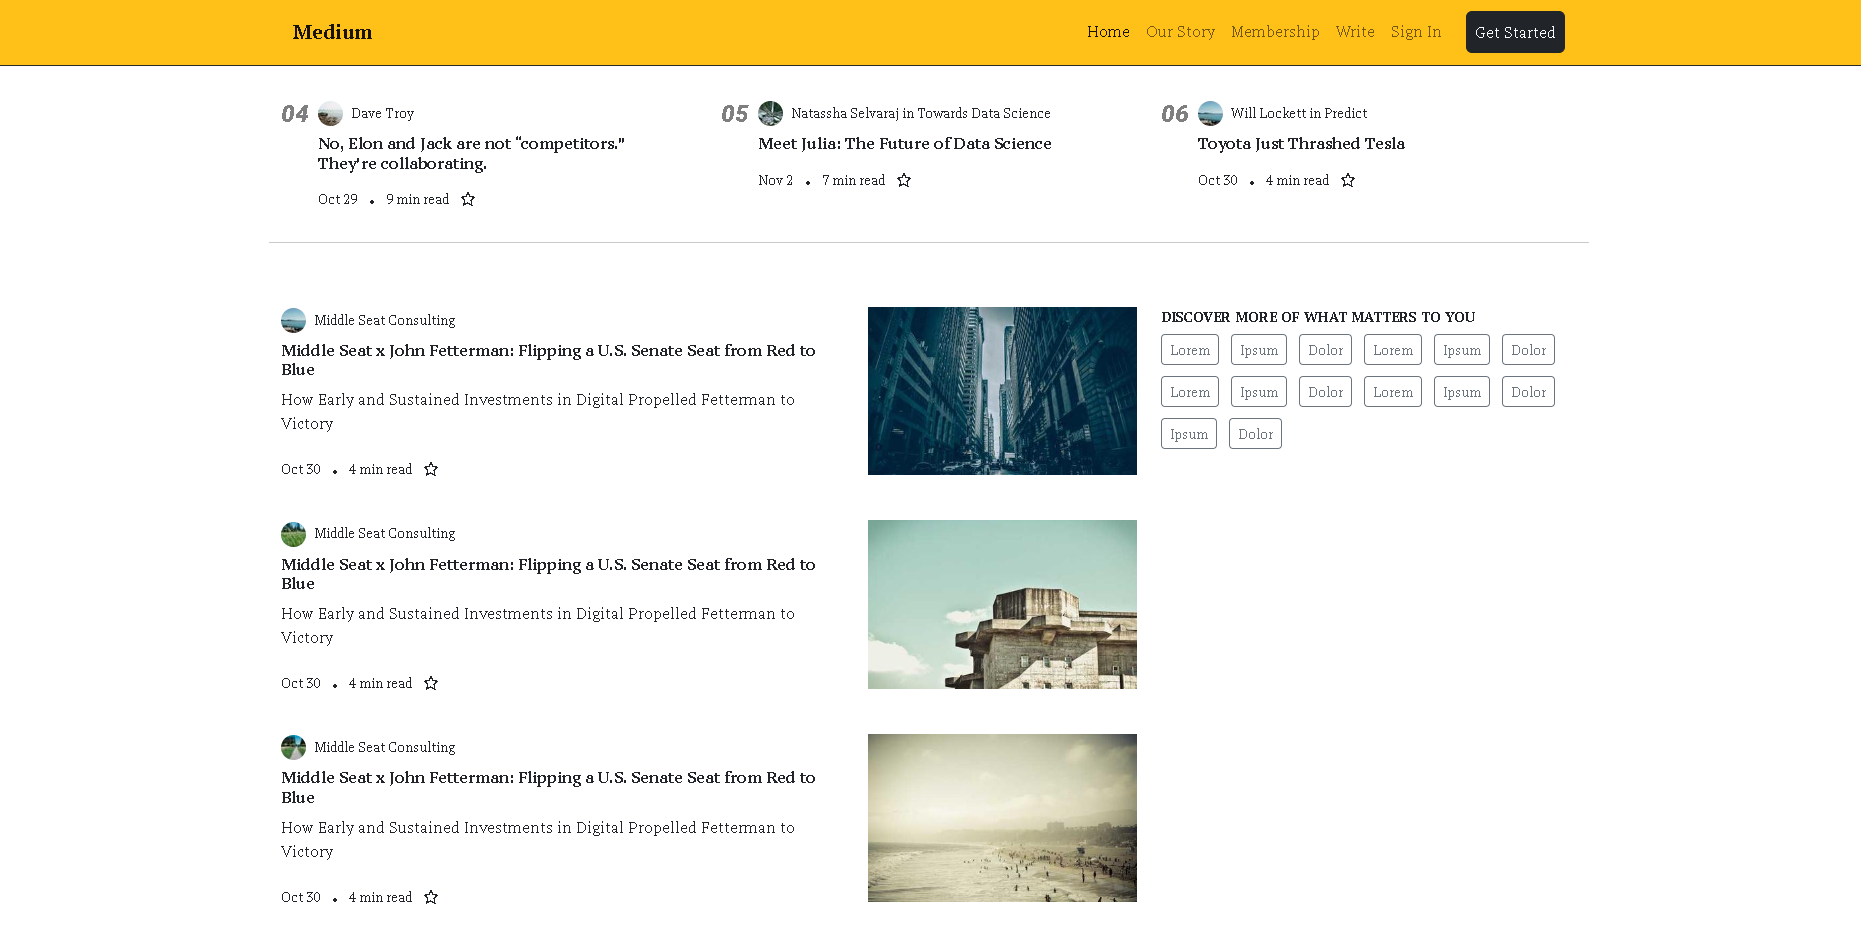 Medium
Home Our Story Membership Write Sign In Get Started
04 Dave Troy
No, Elon and Jack are not “competitors.”
They're collaborating.
Oct 29 • 9 min read
05 Natassha Selvaraj in Towards Data Science
Meet Julia: The Future of Data Science
Nov 2 • 7 min read
06 Will Lockett in Predict
Toyota Just Thrashed Tesla
Oct 30 • 4 min read
Middle Seat Consulting
Middle Seat x John Fetterman: Flipping a U.S. Senate Seat from Red to
Blue
How Early and Sustained Investments in Digital Propelled Fetterman to
Victory
Oct 30 • 4 min read
Middle Seat Consulting
Middle Seat x John Fetterman: Flipping a U.S. Senate Seat from Red to
Blue
How Early and Sustained Investments in Digital Propelled Fetterman to
Victory
Oct 30 • 4 min read
Middle Seat Consulting
Middle Seat x John Fetterman: Flipping a U.S. Senate Seat from Red to
Blue
How Early and Sustained Investments in Digital Propelled Fetterman to
Victory
Oct 30 • 4 min read
DISCOVER MORE OF WHAT MATTERS TO YOU
Lorem Ipsum Dolor Lorem Ipsum Dolor
Lorem Ipsum Dolor Lorem Ipsum Dolor
Ipsum Dolor